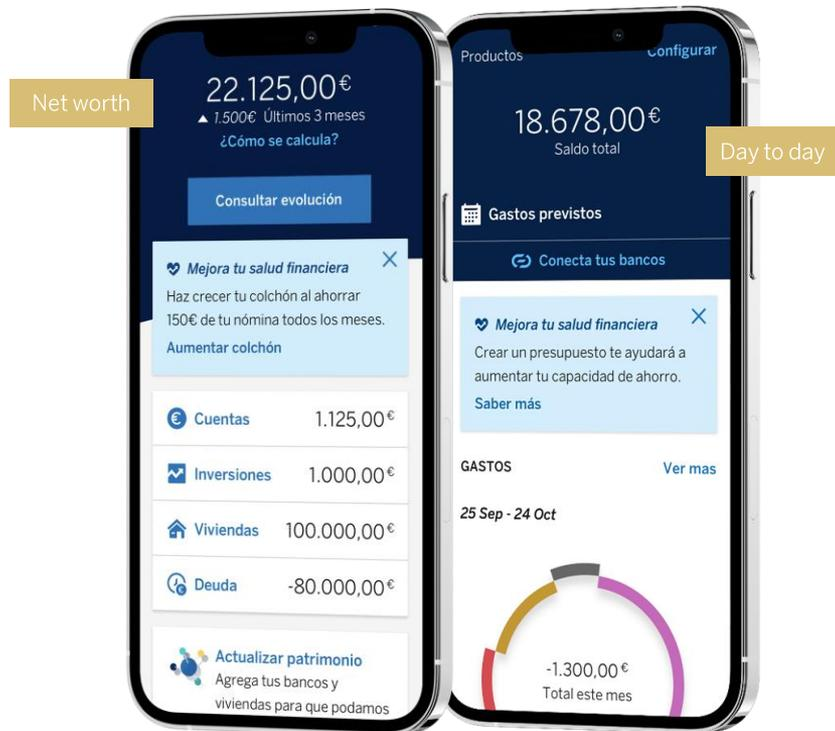 Net worth
22.125,00€
▲ 1.500€ Últimos 3 meses
¿Cómo se calcula?
Consultar evolución
Mejora tu salud financiera
Haz crecer tu colchón al ahorrar
150€ de tu nómina todos los meses.
Aumentar colchón
Cuentas 1.125,00€
Inversiones 1.000,00€
Viviendas 100.000,00€
Deuda -80.000,00€
Actualizar patrimonio
Agrega tus bancos y
viviendas para que podamos
Productos Configurar
18.678,00€
Saldo total
Day to day
Gastos previstos
Conecta tus bancos
Mejora tu salud financiera
Crear un presupuesto te ayudará a
aumentar tu capacidad de ahorro.
Saber más
GASTOS Ver mas
25 Sep - 24 Oct
-1.300,00€
Total este mes